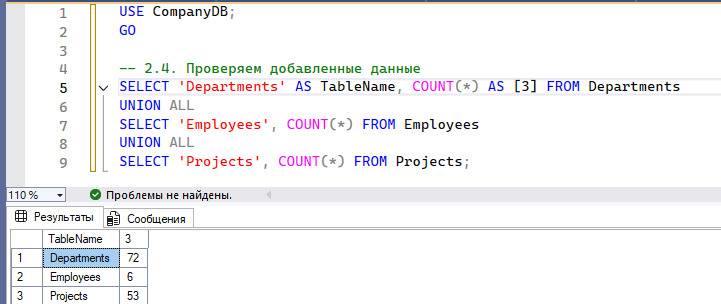 1 USE CompanyDB;
2 GO
3
4 -- 2.4. Проверяем добавленные данные
5 SELECT 'Departments' AS TableName, COUNT(*) AS [3] FROM Departments
6 UNION ALL
7 SELECT 'Employees', COUNT(*) FROM Employees
8 UNION ALL
9 SELECT 'Projects', COUNT(*) FROM Projects;
110 % Проблемы не найдены.
Результаты Сообщения
TableName 3
1 Departments 72
2 Employees 6
3 Projects 53